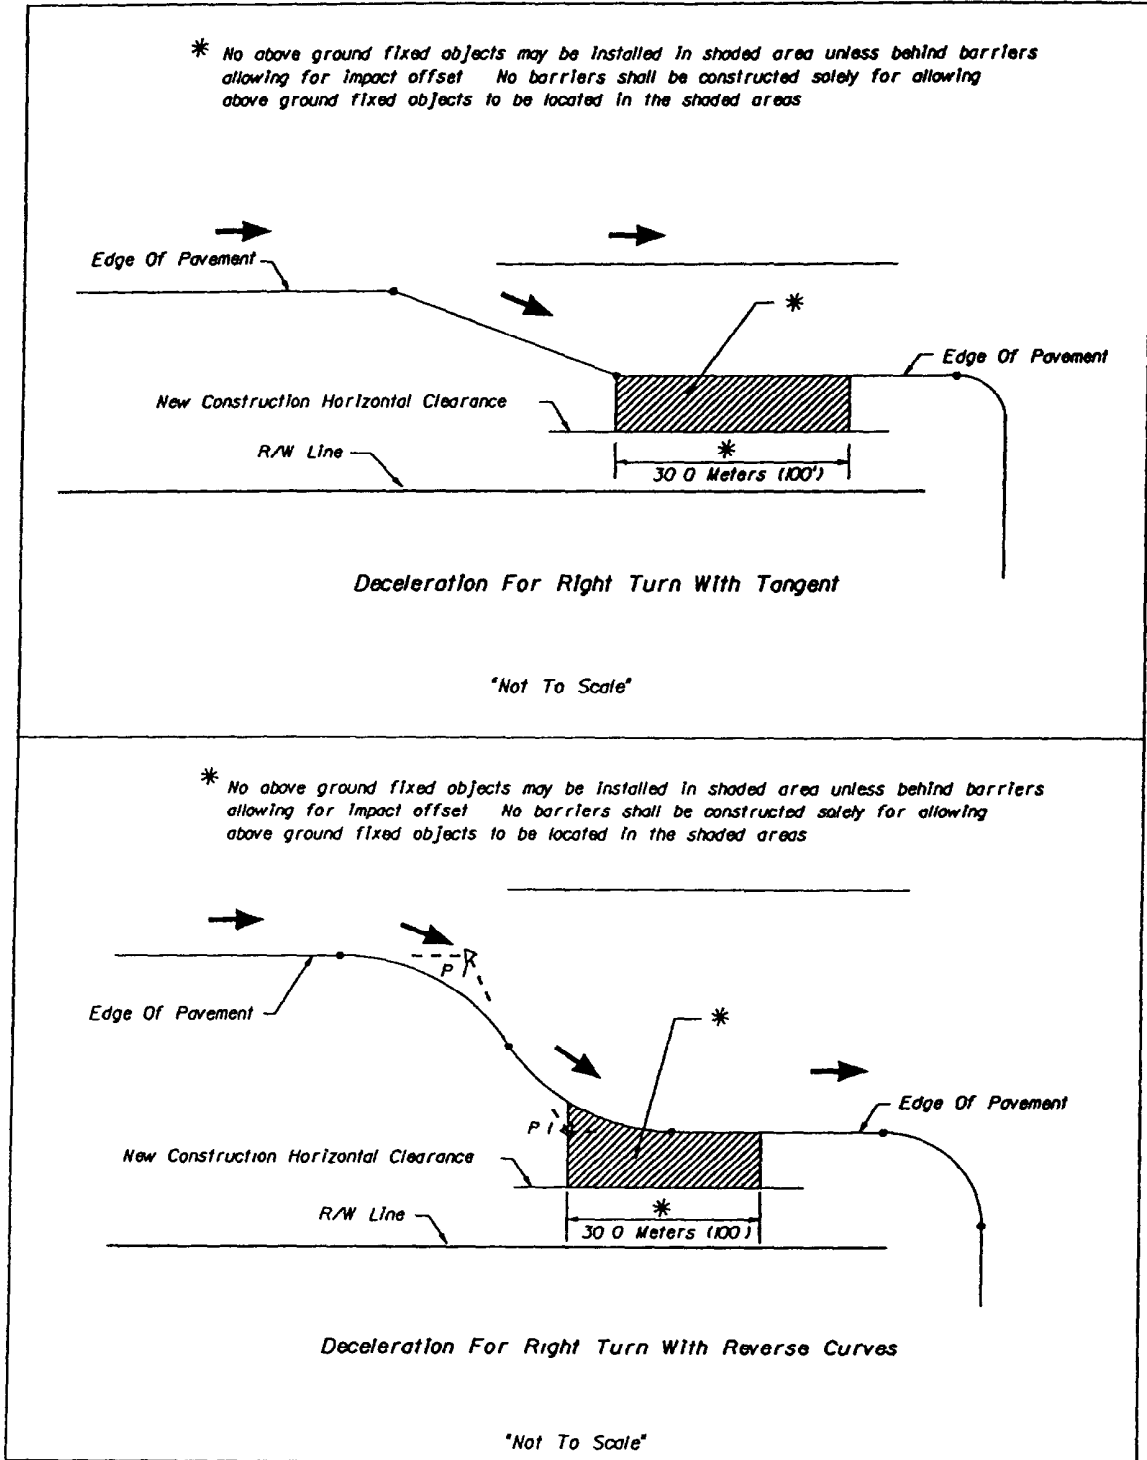 * No above ground fixed objects may be installed in shaded area unless behind barriers
allowing for impact offset No barriers shall be constructed solely for allowing
above ground fixed objects to be located in the shaded areas
Edge Of Pavement
*
Edge Of Pavement
New Construction Horizontal Clearance
*
R/W Line
30 0 Meters (100')
Deceleration For Right Turn With Tangent
"Not To Scale"
* No above ground fixed objects may be installed in shaded area unless behind barriers
allowing for impact offset No barriers shall be constructed solely for allowing
above ground fixed objects to be located in the shaded areas
P I
Edge Of Pavement
*
Edge Of Pavement
P I
New Construction Horizontal Clearance
*
R/W Line
30 0 Meters (100)
Deceleration For Right Turn With Reverse Curves
"Not To Scale"